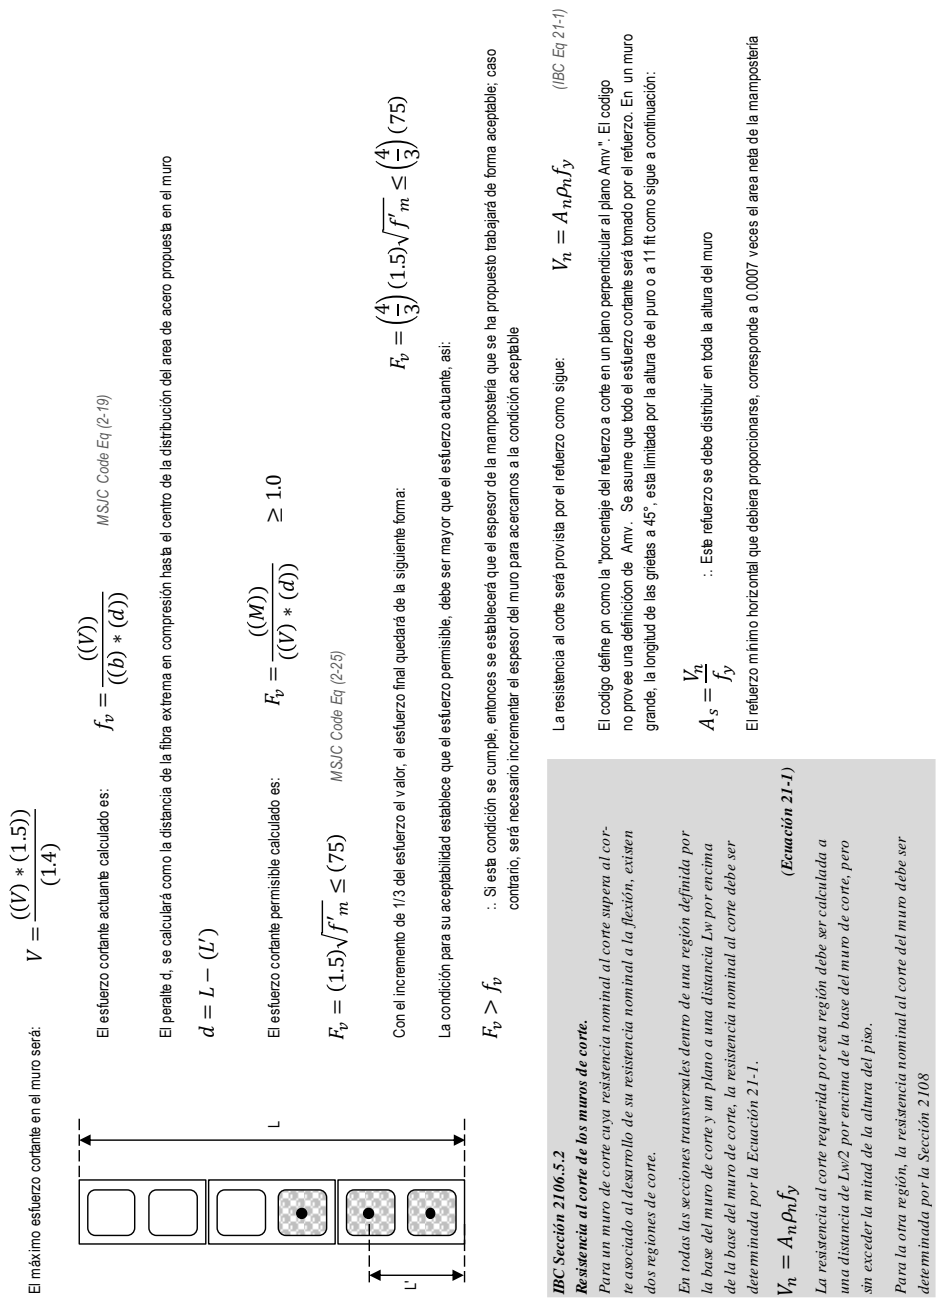 El máximo esfuerzo cortante en el muro será:
V = ((V) * (1.5)) / (1.4)
El esfuerzo cortante actuante calculado es:
f_v = ((V)) / ((b) * (d))
MSJC Code Eq (2-19)
El peralte d, se calculará como la distancia de la fibra extrema en compresión hasta el centro de la distribución del area de acero propuesta en el muro
d = L − (L')
El esfuerzo cortante permisible calculado es:
F_v = ((M)) / ((V) * (d)) ≥ 1.0
F_v = (1.5)√f'_m ≤ (75)
MSJC Code Eq (2-25)
Con el incremento de 1/3 del esfuerzo el valor, el esfuerzo final quedará de la siguiente forma:
F_v = (4/3) (1.5)√f'_m ≤ (4/3) (75)
La condición para su aceptabilidad establece que el esfuerzo permisible, debe ser mayor que el esfuerzo actuante, asi:
F_v > f_v
:. Si esta condición se cumple, entonces se establecerá que el espesor de la mampostería que se ha propuesto trabajará de forma aceptable; caso
contrario, será necesario incrementar el espesor del muro para acercarnos a la condición aceptable
L
L'
IBC Sección 2106.5.2
Resistencia al corte de los muros de corte.
Para un muro de corte cuya resistencia nominal al corte supera al cor-
te asociado al desarrollo de su resistencia nominal a la flexión, existen
dos regiones de corte.
En todas las secciones transversales dentro de una región definida por
la base del muro de corte y un plano a una distancia Lw por encima
de la base del muro de corte, la resistencia nominal al corte debe ser
determinada por la Ecuación 21-1.
V_n = A_nρ_nf_y
(Ecuación 21-1)
La resistencia al corte requerida por esta región debe ser calculada a
una distancia de Lw/2 por encima de la base del muro de corte, pero
sin exceder la mitad de la altura del piso.
Para la otra región, la resistencia nominal al corte del muro debe ser
determinada por la Sección 2108
La resistencia al corte será provista por el refuerzo como sigue:
V_n = A_nρ_nf_y
(IBC Eq 21-1)
El codigo define pn como la "porcentaje del refuerzo a corte en un plano perpendicular al plano Amv". El codigo
no provee una definicióon de Amv. Se asume que todo el esfuerzo cortante será tomado por el refuerzo. En un muro
grande, la longitud de las grietas a 45°, esta limitada por la altura de el puro o a 11 fit como sigue a continuación:
A_s = V_n / f_y
:. Este refuerzo se debe distribuir en toda la altura del muro
El refuerzo mínimo horizontal que debiera proporcionarse, corresponde a 0.0007 veces el area neta de la mampostería